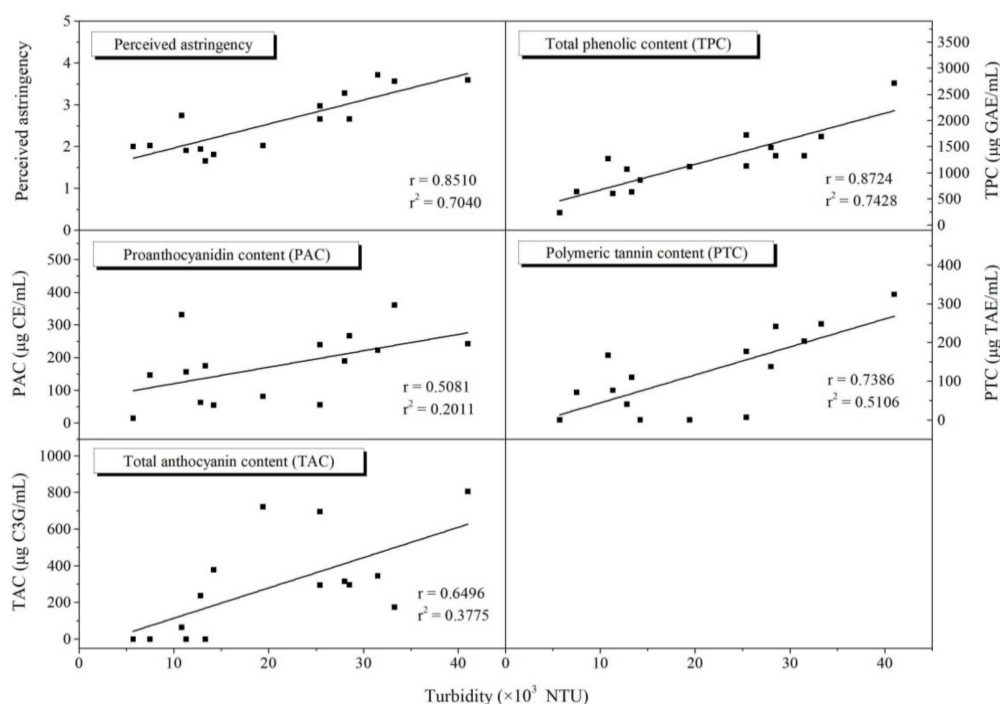 5
4
3
2
1
0
Perceived astringency
Perceived astringency
r = 0.8510
r² = 0.7040
Total phenolic content (TPC)
3500
3000
2500
2000
1500
1000
500
0
TPC (µg GAE/mL)
r = 0.8724
r² = 0.7428
500
400
300
200
100
0
PAC (µg CE/mL)
Proanthocyanidin content (PAC)
r = 0.5081
r² = 0.2011
Polymeric tannin content (PTC)
400
300
200
100
0
PTC (µg TAE/mL)
r = 0.7386
r² = 0.5106
1000
800
600
400
200
0
TAC (µg C3G/mL)
Total anthocyanin content (TAC)
r = 0.6496
r² = 0.3775
0 10 20 30 40 0 10 20 30 40
Turbidity (×10³ NTU)